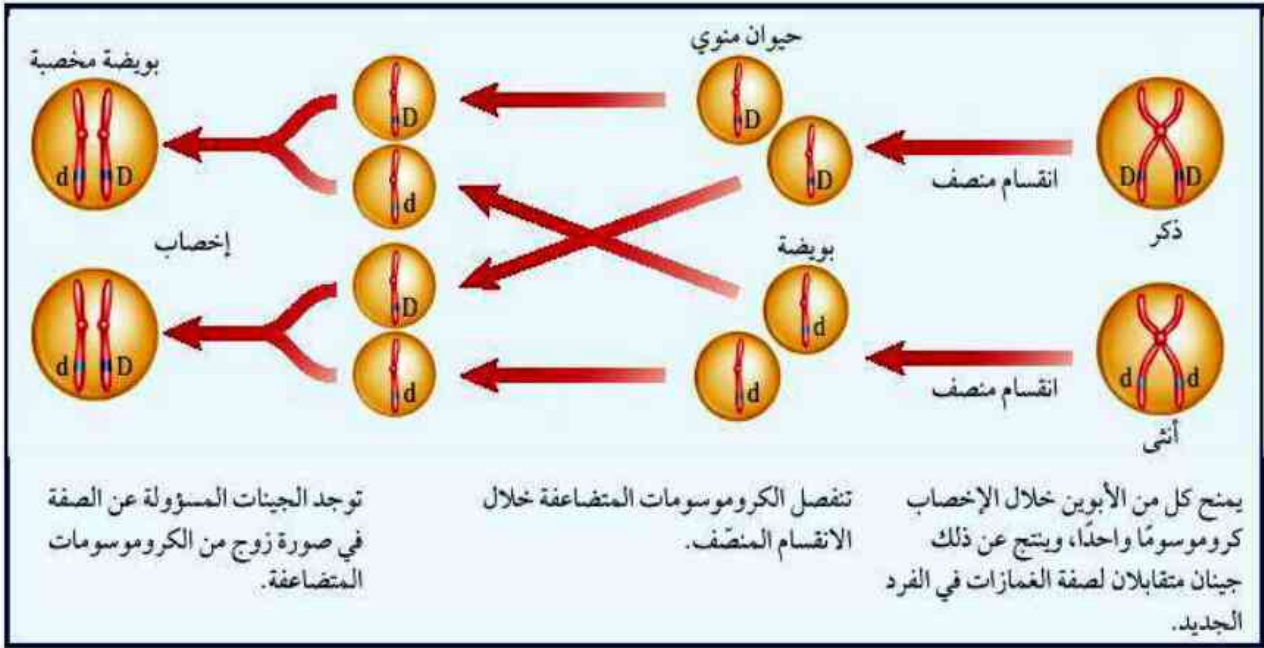 حيوان منوي
بويضة مخصبة
D
D
D
d
D
D D
d
انقسام منصف
ذكر
إخصاب
بويضة
D
d
d
D
d
d
d d
انقسام منصف
أنثى
يمنح كل من الأبوين خلال الإخصاب
كروموسومًا واحدًا، وينتج عن ذلك
جينان متقابلان لصفة الغمازات في الفرد
الجديد.
تنفصل الكروموسومات المتضاعفة خلال
الانقسام المنصّف.
توجد الجينات المسؤولة عن الصفة
في صورة زوج من الكروموسومات
المتضاعفة.